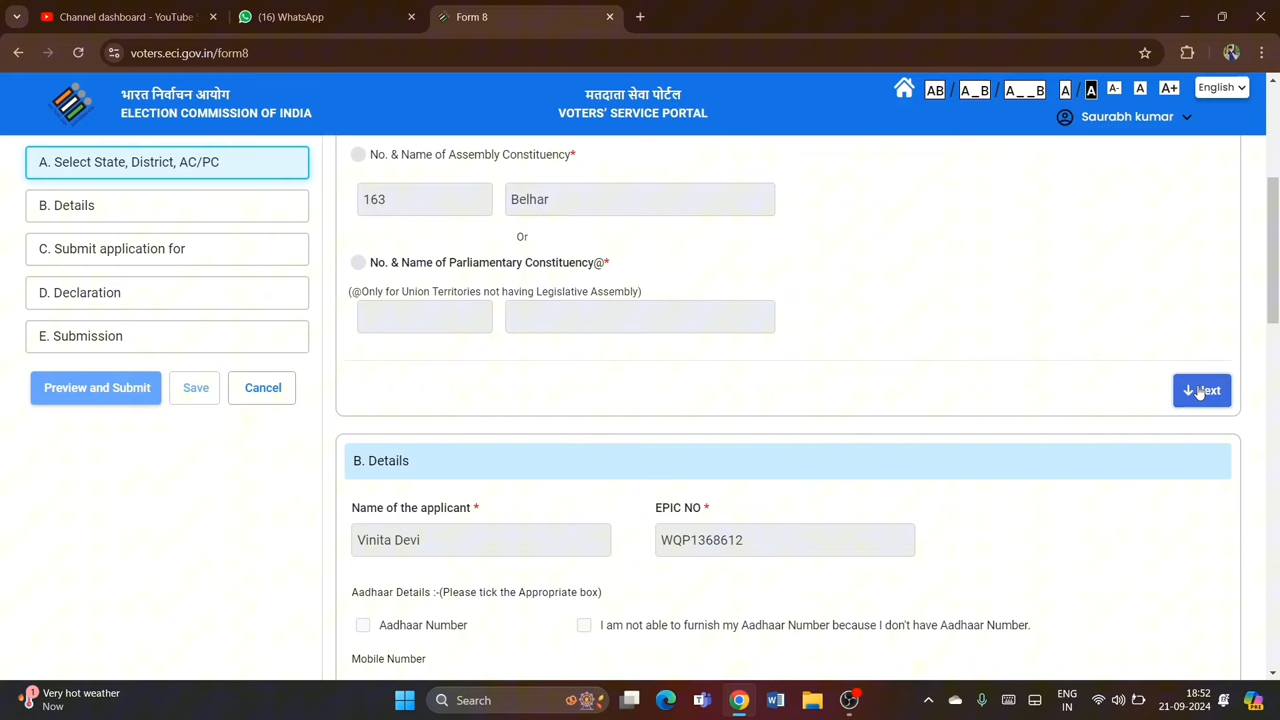 Channel dashboard - YouTube S
(16) WhatsApp
Form 8
voters.eci.gov.in/form8
भारत निर्वाचन आयोग
ELECTION COMMISSION OF INDIA
मतदाता सेवा पोर्टल
VOTERS' SERVICE PORTAL
AB / A_B / A__B A / A A- A A+
English
Saurabh kumar
A. Select State, District, AC/PC
B. Details
C. Submit application for
D. Declaration
E. Submission
Preview and Submit Save Cancel
No. & Name of Assembly Constituency*
163 Belhar
Or
No. & Name of Parliamentary Constituency@*
(@Only for Union Territories not having Legislative Assembly)
Next
B. Details
Name of the applicant * EPIC NO *
Vinita Devi WQP1368612
Aadhaar Details :-(Please tick the Appropriate box)
Aadhaar Number I am not able to furnish my Aadhaar Number because I don't have Aadhaar Number.
Mobile Number
1 Very hot weather
Now
Search
ENG
IN
18:52
21-09-2024